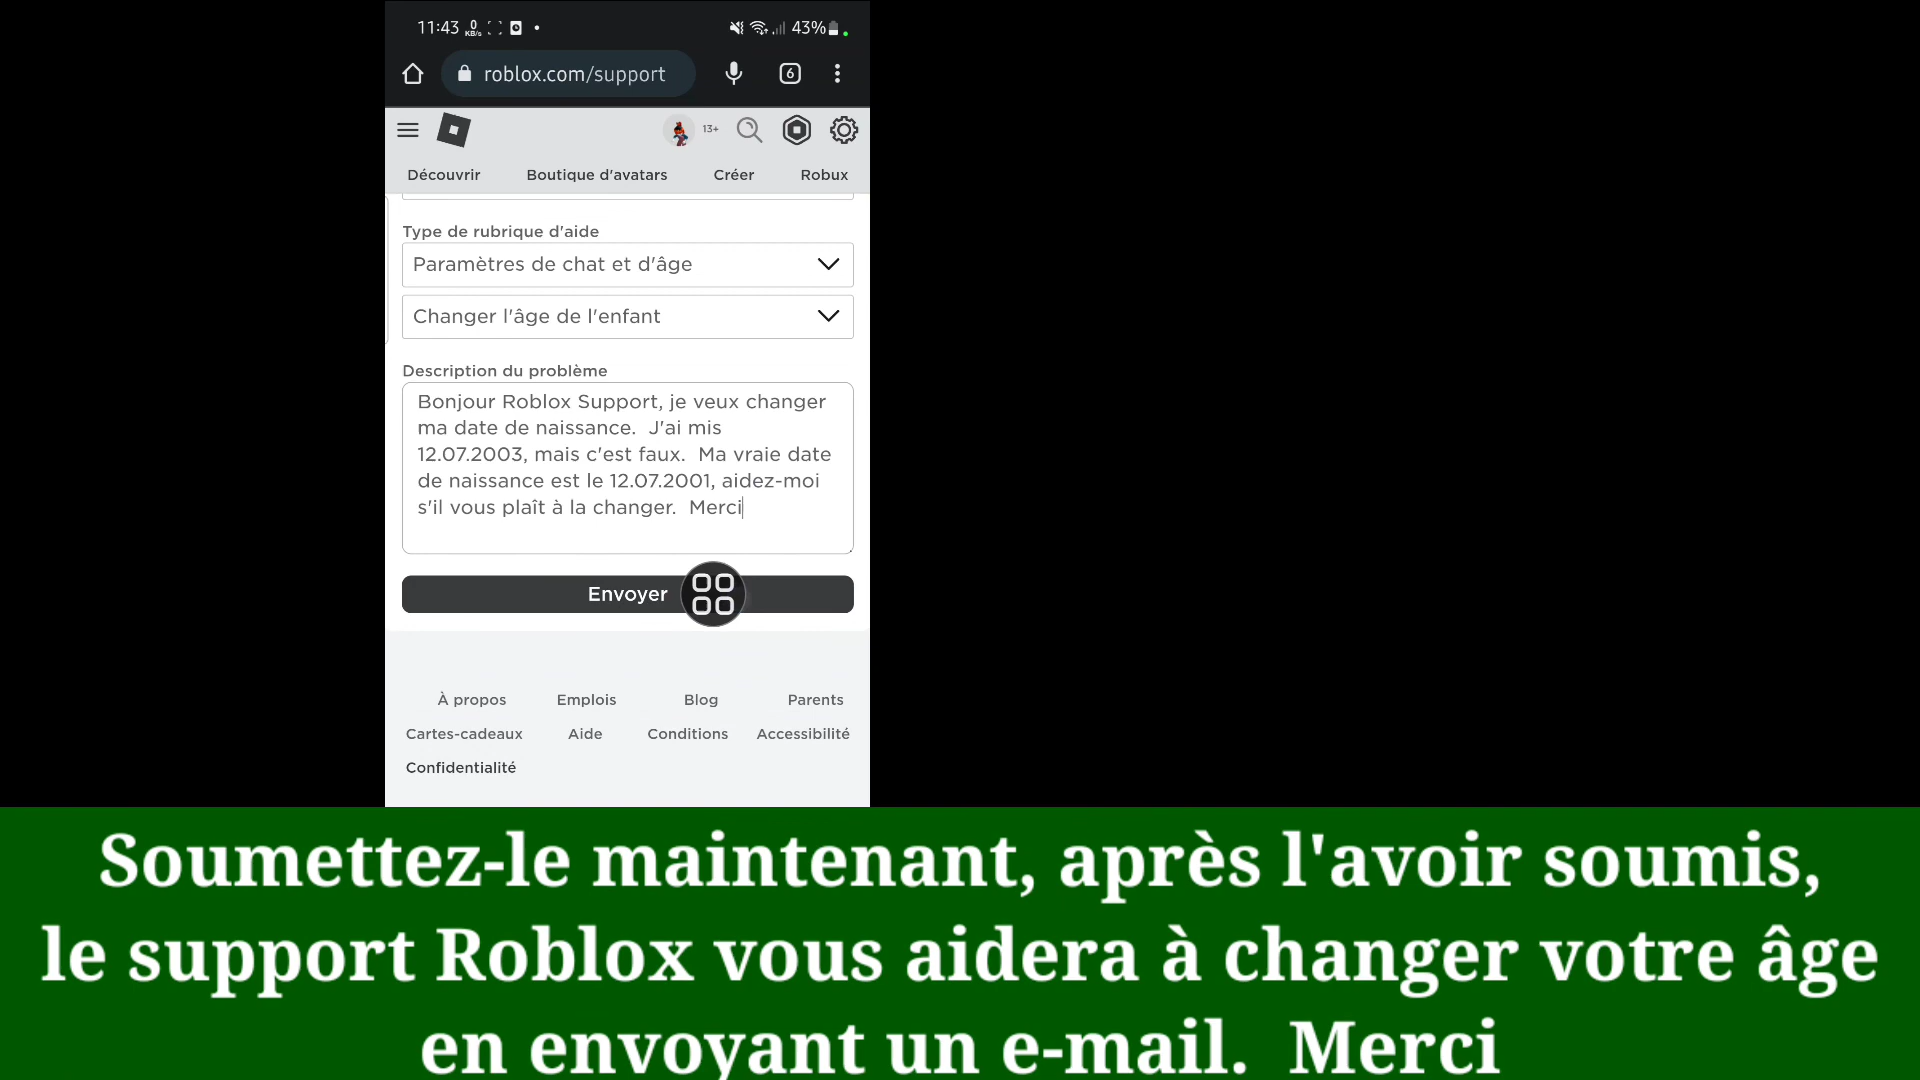 11:43 0 KB/s 43%
roblox.com/support 6
13+
Découvrir Boutique d'avatars Créer Robux
Type de rubrique d'aide
Paramètres de chat et d'âge
Changer l'âge de l'enfant
Description du problème
Bonjour Roblox Support, je veux changer
ma date de naissance.  J'ai mis
12.07.2003, mais c'est faux.  Ma vraie date
de naissance est le 12.07.2001, aidez-moi
s'il vous plaît à la changer.  Merci
Envoyer
À propos Emplois Blog Parents
Cartes-cadeaux Aide Conditions Accessibilité
Confidentialité
Soumettez-le maintenant, après l'avoir soumis,
le support Roblox vous aidera à changer votre âge
en envoyant un e-mail.  Merci